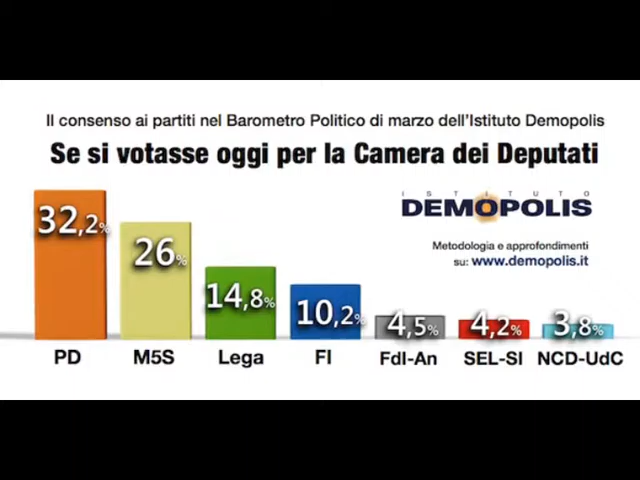 Il consenso ai partiti nel Barometro Politico di marzo dell'Istituto Demopolis
Se si votasse oggi per la Camera dei Deputati
ISTITUTO
DEMOPOLIS
Metodologia e approfondimenti
su: www.demopolis.it
32,2%
26%
14,8%
10,2%
4,5%
4,2%
3,8%
PD
M5S
Lega
FI
FdI-An
SEL-SI
NCD-UdC